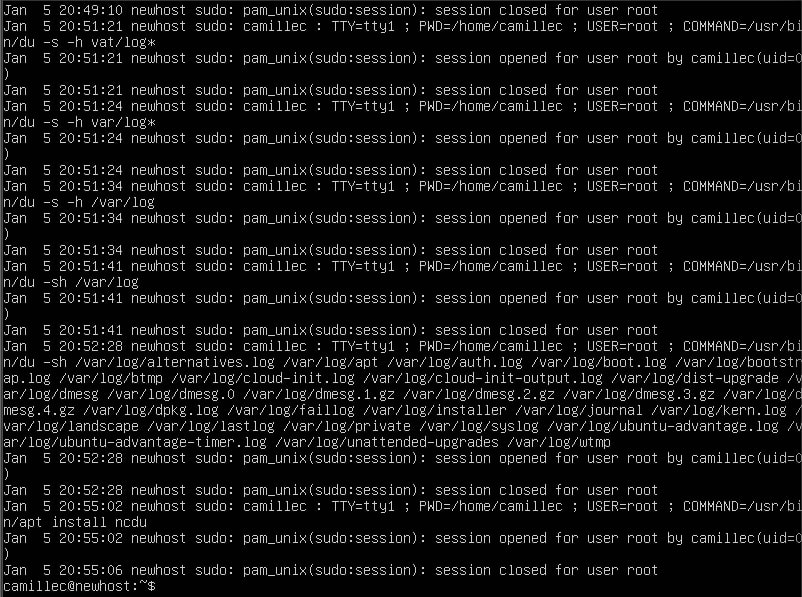 Jan  5 20:49:10 newhost sudo: pam_unix(sudo:session): session closed for user root
Jan  5 20:51:21 newhost sudo: camillec : TTY=tty1 ; PWD=/home/camillec ; USER=root ; COMMAND=/usr/bi
n/du -s -h vat/log*
Jan  5 20:51:21 newhost sudo: pam_unix(sudo:session): session opened for user root by camillec(uid=0
)
Jan  5 20:51:21 newhost sudo: pam_unix(sudo:session): session closed for user root
Jan  5 20:51:24 newhost sudo: camillec : TTY=tty1 ; PWD=/home/camillec ; USER=root ; COMMAND=/usr/bi
n/du -s -h var/log*
Jan  5 20:51:24 newhost sudo: pam_unix(sudo:session): session opened for user root by camillec(uid=0
)
Jan  5 20:51:24 newhost sudo: pam_unix(sudo:session): session closed for user root
Jan  5 20:51:34 newhost sudo: camillec : TTY=tty1 ; PWD=/home/camillec ; USER=root ; COMMAND=/usr/bi
n/du -s -h /var/log
Jan  5 20:51:34 newhost sudo: pam_unix(sudo:session): session opened for user root by camillec(uid=0
)
Jan  5 20:51:34 newhost sudo: pam_unix(sudo:session): session closed for user root
Jan  5 20:51:41 newhost sudo: camillec : TTY=tty1 ; PWD=/home/camillec ; USER=root ; COMMAND=/usr/bi
n/du -sh /var/log
Jan  5 20:51:41 newhost sudo: pam_unix(sudo:session): session opened for user root by camillec(uid=0
)
Jan  5 20:51:41 newhost sudo: pam_unix(sudo:session): session closed for user root
Jan  5 20:52:28 newhost sudo: camillec : TTY=tty1 ; PWD=/home/camillec ; USER=root ; COMMAND=/usr/bi
n/du -sh /var/log/alternatives.log /var/log/apt /var/log/auth.log /var/log/boot.log /var/log/bootstr
ap.log /var/log/btmp /var/log/cloud-init.log /var/log/cloud-init-output.log /var/log/dist-upgrade /v
ar/log/dmesg /var/log/dmesg.0 /var/log/dmesg.1.gz /var/log/dmesg.2.gz /var/log/dmesg.3.gz /var/log/d
mesg.4.gz /var/log/dpkg.log /var/log/faillog /var/log/installer /var/log/journal /var/log/kern.log /
var/log/landscape /var/log/lastlog /var/log/private /var/log/syslog /var/log/ubuntu-advantage.log /v
ar/log/ubuntu-advantage-timer.log /var/log/unattended-upgrades /var/log/wtmp
Jan  5 20:52:28 newhost sudo: pam_unix(sudo:session): session opened for user root by camillec(uid=0
)
Jan  5 20:52:28 newhost sudo: pam_unix(sudo:session): session closed for user root
Jan  5 20:55:02 newhost sudo: camillec : TTY=tty1 ; PWD=/home/camillec ; USER=root ; COMMAND=/usr/bi
n/apt install ncdu
Jan  5 20:55:02 newhost sudo: pam_unix(sudo:session): session opened for user root by camillec(uid=0
)
Jan  5 20:55:06 newhost sudo: pam_unix(sudo:session): session closed for user root
camillec@newhost:~$